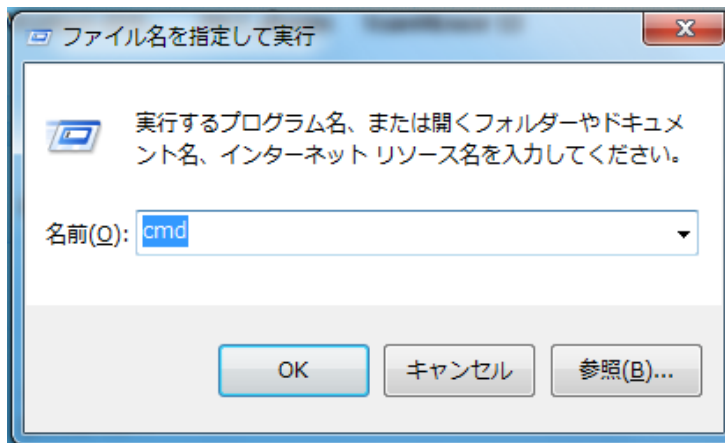 ファイル名を指定して実行
実行するプログラム名、または開くフォルダーやドキュメ
ント名、インターネット リソース名を入力してください。
名前(O): cmd
OK キャンセル 参照(B)...